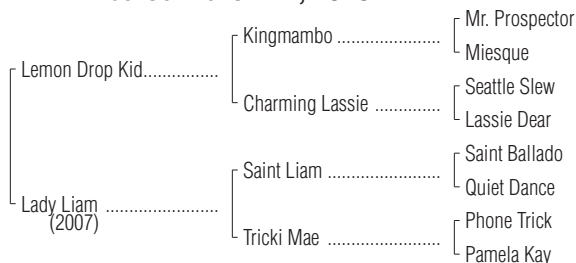 Mr. Prospector
Kingmambo
Miesque
Lemon Drop Kid
Seattle Slew
Charming Lassie
Lassie Dear
Saint Ballado
Saint Liam
Quiet Dance
Lady Liam
(2007)
Phone Trick
Tricki Mae
Pamela Kay